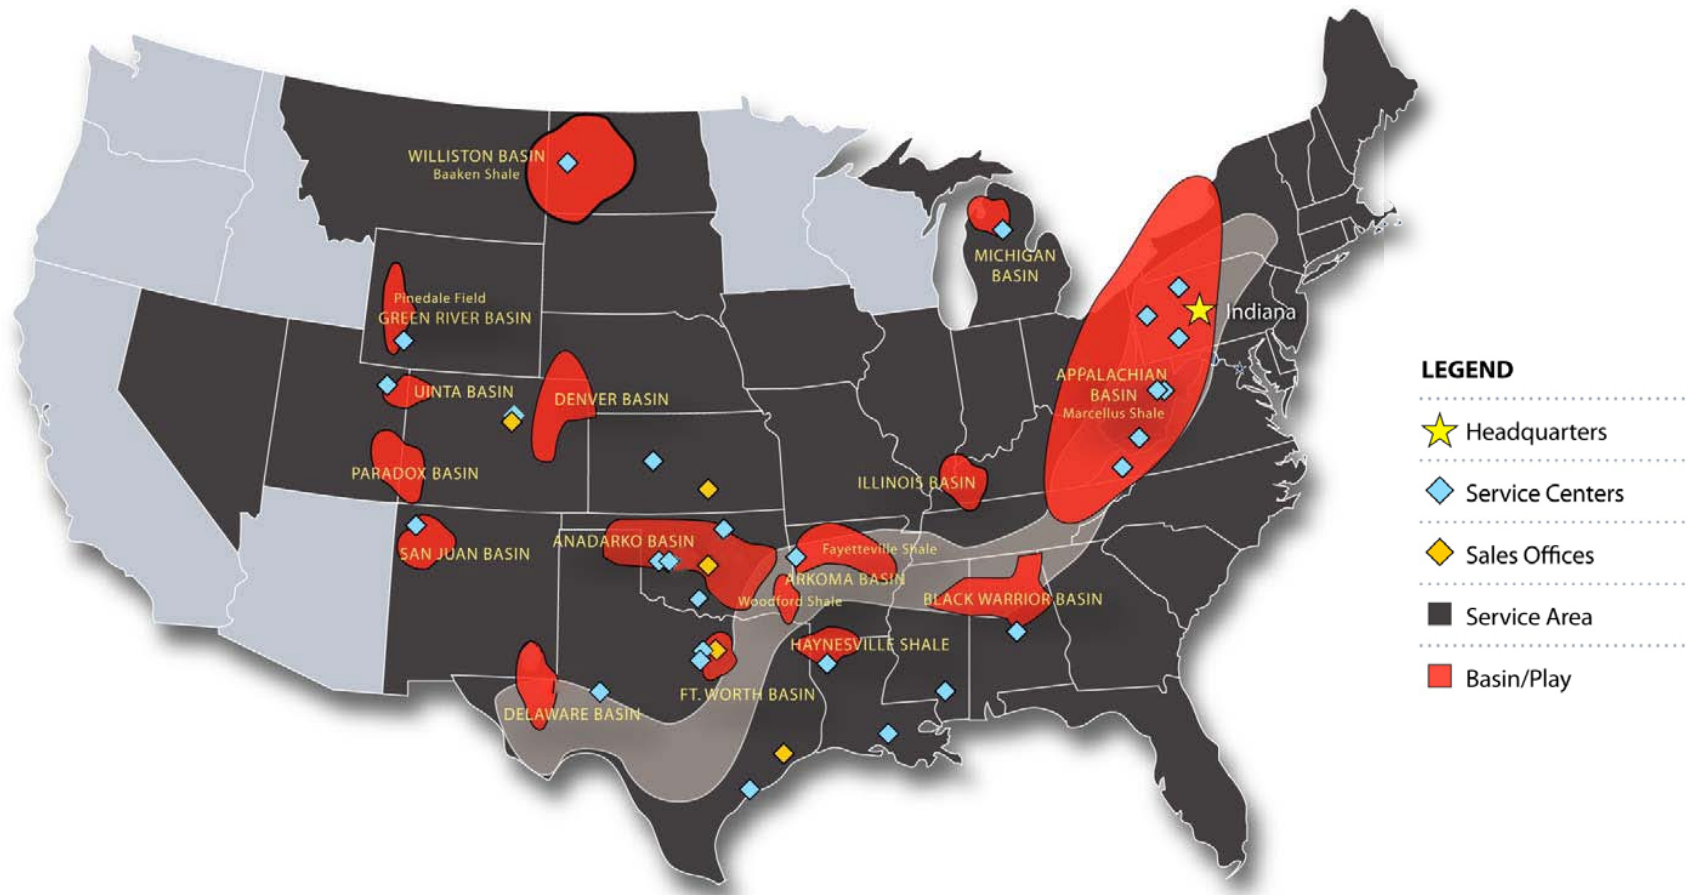 WILLISTON BASIN
Baaken Shale
MICHIGAN
BASIN
Pinedale Field
GREEN RIVER BASIN
Indiana
UINTA BASIN
DENVER BASIN
APPALACHIAN
BASIN
Marcellus Shale
PARADOX BASIN
ILLINOIS BASIN
SAN JUAN BASIN
ANADARKO BASIN
Fayetteville Shale
ARKOMA BASIN
Woodford Shale
BLACK WARRIOR BASIN
HAYNESVILLE SHALE
FT. WORTH BASIN
DELAWARE BASIN
LEGEND
Headquarters
Service Centers
Sales Offices
Service Area
Basin/Play